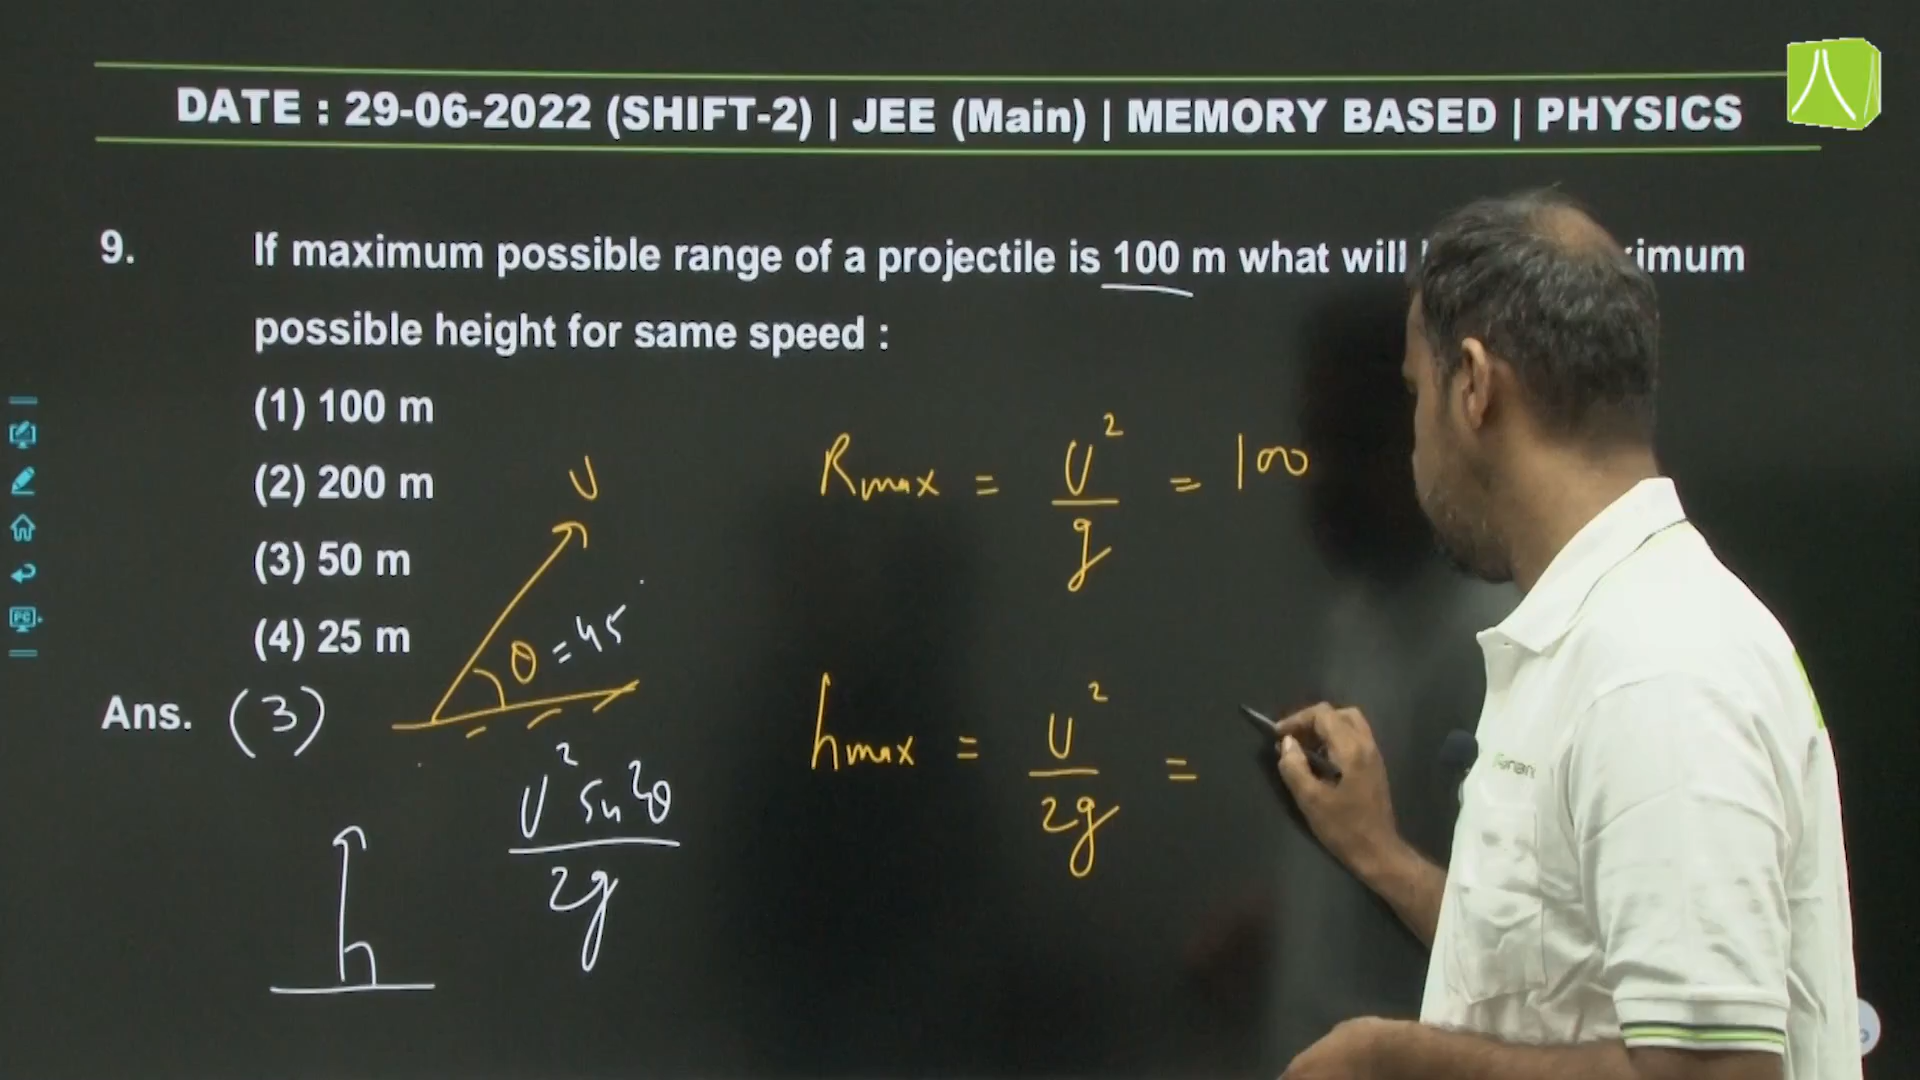 DATE : 29-06-2022 (SHIFT-2) | JEE (Main) | MEMORY BASED | PHYSICS
9. If maximum possible range of a projectile is 100 m what will
possible height for same speed :
(1) 100 m
(2) 200 m
(3) 50 m
(4) 25 m
Ans. (3)
U
θ = 45
U² sin²θ / 2g
Rmax = U² / g = 100
hmax = U² / 2g =
PC